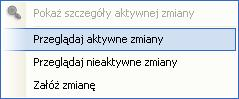 Pokaż szczegóły aktywnej zmiany
Przeglądaj aktywne zmiany
Przeglądaj nieaktywne zmiany
Załóż zmianę